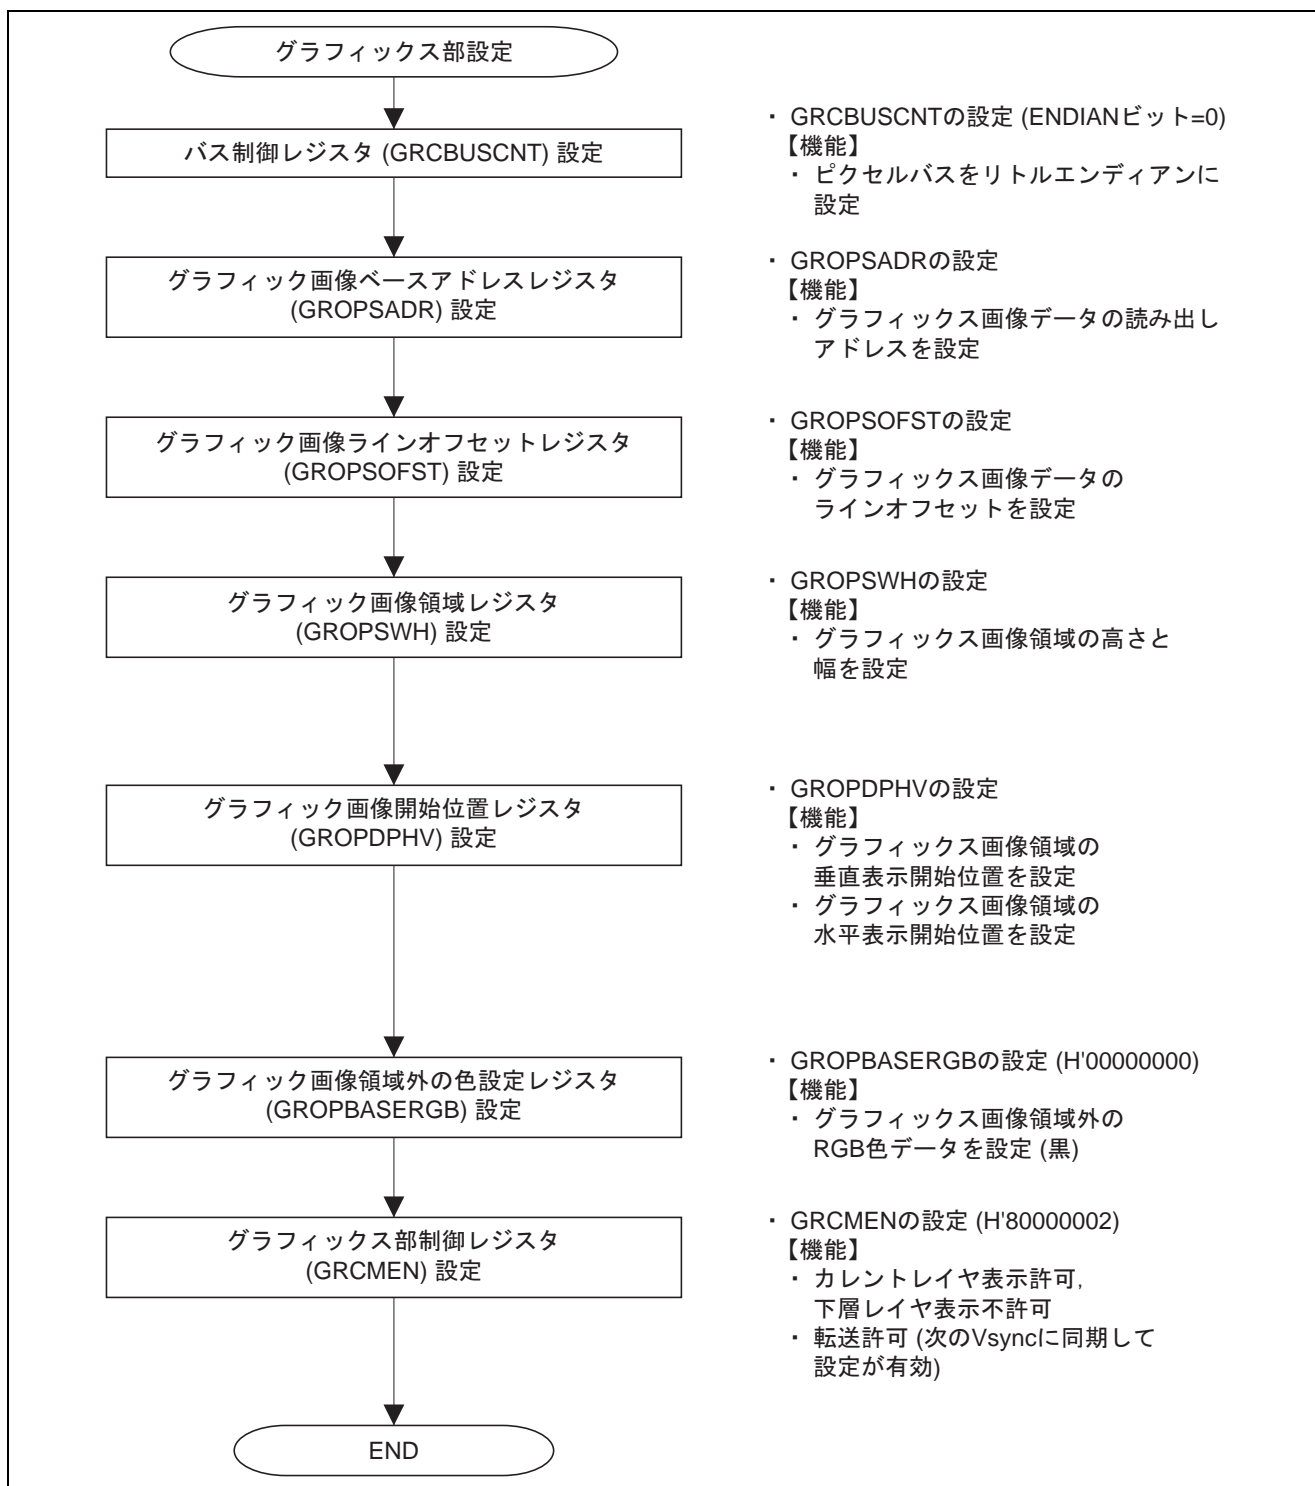 グラフィックス部設定
バス制御レジスタ (GRCBUSCNT) 設定
・ GRCBUSCNTの設定 (ENDIANビット=0)
【機能】
・ ピクセルバスをリトルエンディアンに
設定
グラフィック画像ベースアドレスレジスタ
(GROPSADR) 設定
・ GROPSADRの設定
【機能】
・ グラフィックス画像データの読み出し
アドレスを設定
グラフィック画像ラインオフセットレジスタ
(GROPSOFST) 設定
・ GROPSOFSTの設定
【機能】
・ グラフィックス画像データの
ラインオフセットを設定
グラフィック画像領域レジスタ
(GROPSWH) 設定
・ GROPSWHの設定
【機能】
・ グラフィックス画像領域の高さと
幅を設定
グラフィック画像開始位置レジスタ
(GROPDPHV) 設定
・ GROPDPHVの設定
【機能】
・ グラフィックス画像領域の
垂直表示開始位置を設定
・ グラフィックス画像領域の
水平表示開始位置を設定
グラフィック画像領域外の色設定レジスタ
(GROPBASERGB) 設定
・ GROPBASERGBの設定 (H'00000000)
【機能】
・ グラフィックス画像領域外の
RGB色データを設定 (黒)
グラフィックス部制御レジスタ
(GRCMEN) 設定
・ GRCMENの設定 (H'80000002)
【機能】
・ カレントレイヤ表示許可,
下層レイヤ表示不許可
・ 転送許可 (次のVsyncに同期して
設定が有効)
END